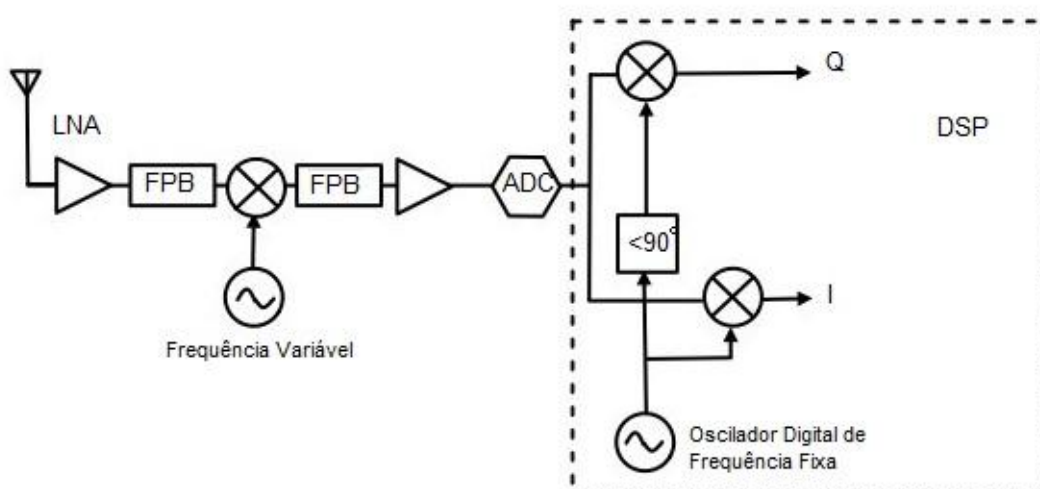 Q
LNA
DSP
FPB
FPB
ADC
<90°
I
Frequência Variável
Oscilador Digital de
Frequência Fixa